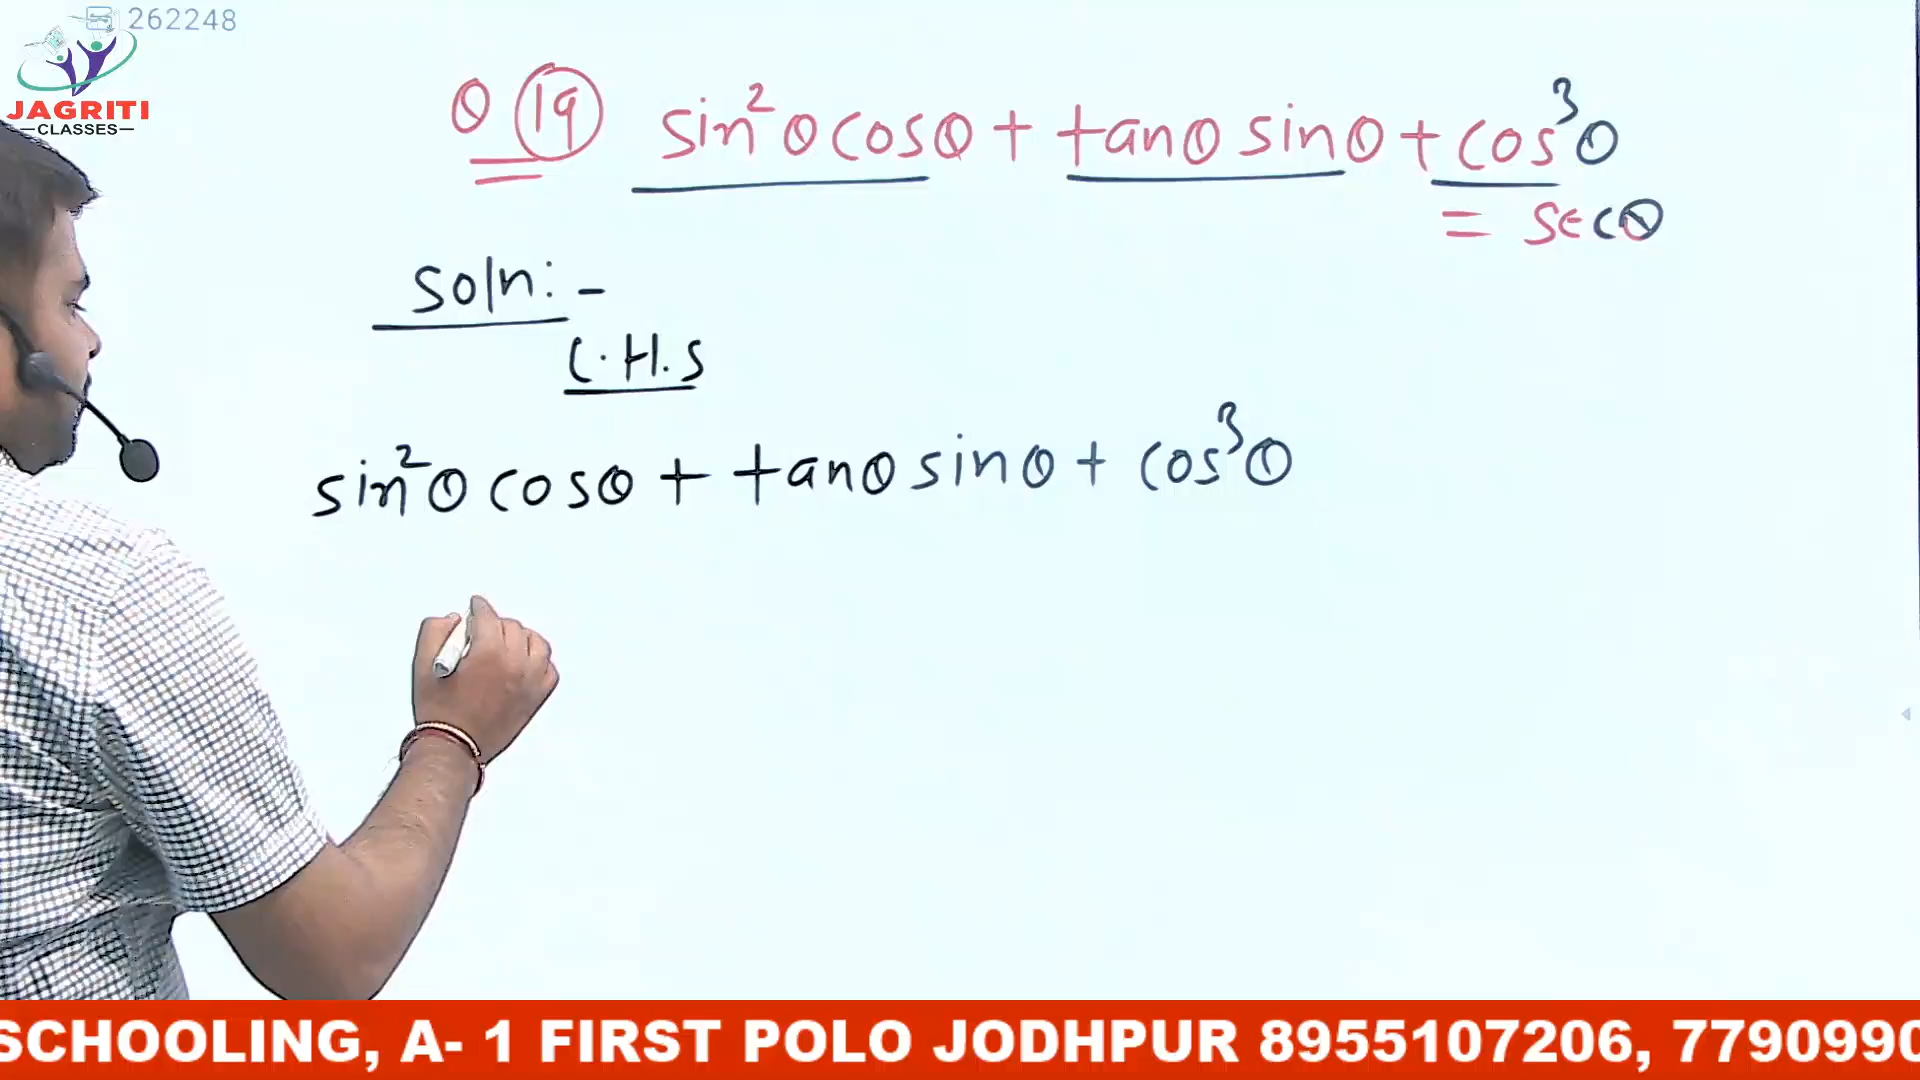 262248
JAGRITI
CLASSES
Q 19 sin²θ cosθ + tanθ sinθ + cos³θ
= secθ
Soln: -
L.H.S
sin²θ cosθ + tanθ sinθ + cos³θ
SCHOOLING, A- 1 FIRST POLO JODHPUR 8955107206, 7790990